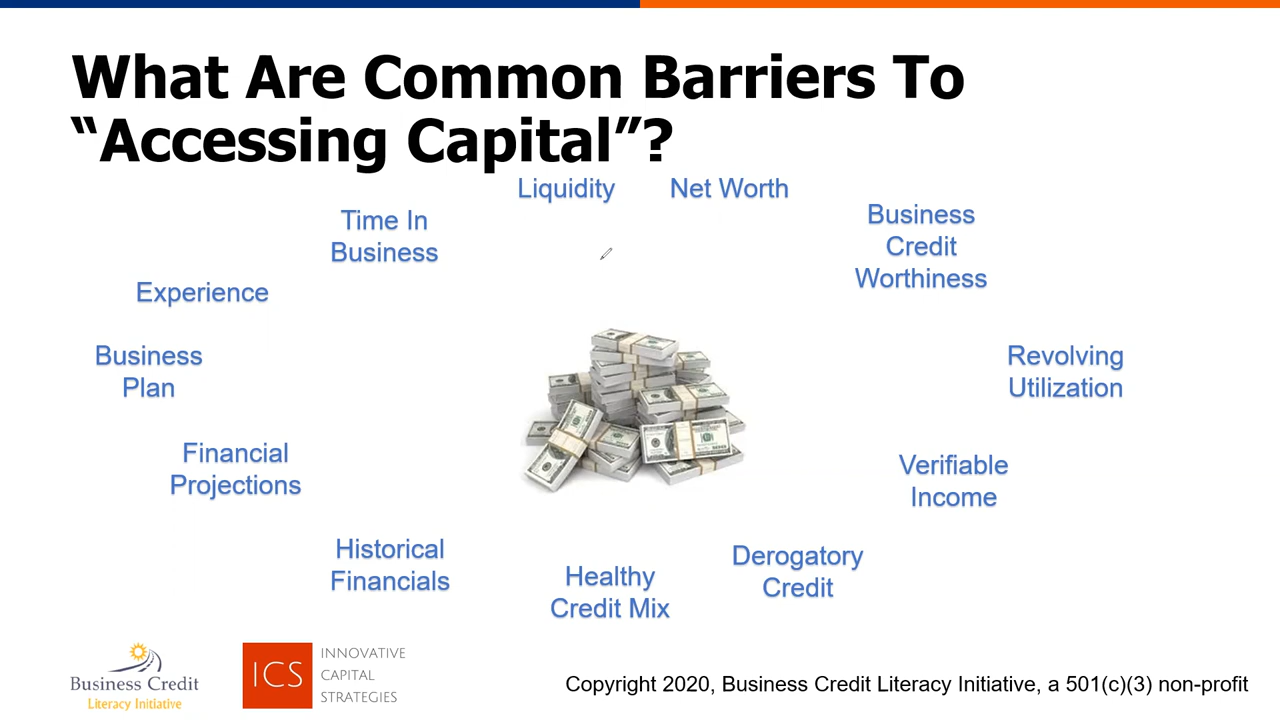 What Are Common Barriers To
“Accessing Capital”?
Liquidity
Net Worth
Time In
Business
Business
Credit
Worthiness
Experience
Business
Plan
Revolving
Utilization
Financial
Projections
Verifiable
Income
Historical
Financials
Healthy
Credit Mix
Derogatory
Credit
Business Credit
Literacy Initiative
ICS
INNOVATIVE
CAPITAL
STRATEGIES
Copyright 2020, Business Credit Literacy Initiative, a 501(c)(3) non-profit